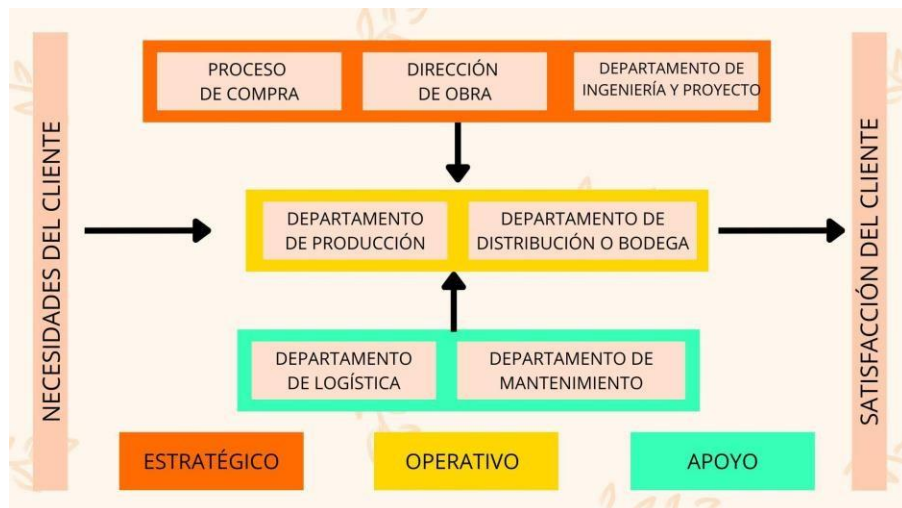 NECESIDADES DEL CLIENTE
PROCESO
DE COMPRA
DIRECCIÓN
DE OBRA
DEPARTAMENTO DE
INGENIERÍA Y PROYECTO
DEPARTAMENTO
DE PRODUCCIÓN
DEPARTAMENTO DE
DISTRIBUCIÓN O BODEGA
DEPARTAMENTO
DE LOGÍSTICA
DEPARTAMENTO DE
MANTENIMIENTO
SATISFACCIÓN DEL CLIENTE
ESTRATÉGICO
OPERATIVO
APOYO